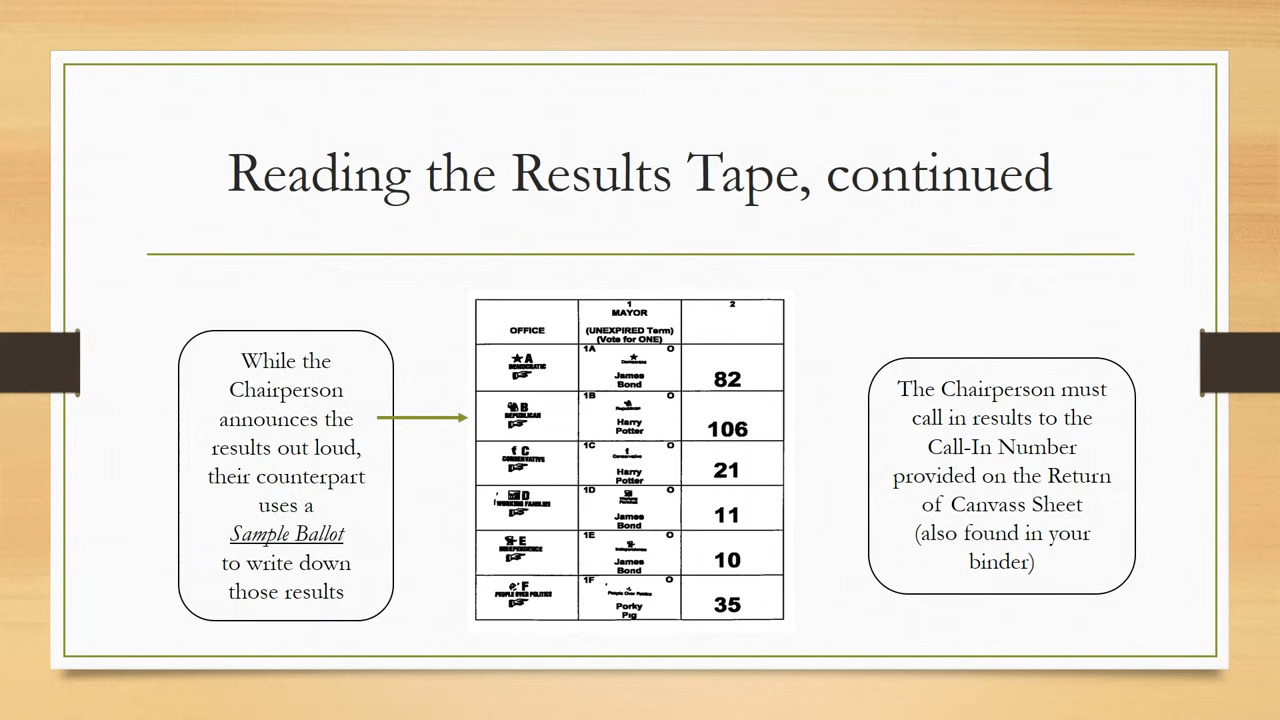 Reading the Results Tape, continued
While the
Chairperson
announces the
results out loud,
their counterpart
uses a
Sample Ballot
to write down
those results
OFFICE
1
MAYOR
(UNEXPIRED Term)
(Vote for ONE)
2
A
DEMOCRATIC
1A O
Democratic
James
Bond
82
B
REPUBLICAN
1B O
Republican
Harry
Potter
106
C
CONSERVATIVE
1C O
Conservative
Harry
Potter
21
D
WORKING FAMILIES
1D O
James
Bond
11
E
INDEPENDENCE
1E O
Independence
James
Bond
10
F
PEOPLE OVER POLITICS
1F O
People Over Politics
Porky
Pig
35
The Chairperson must
call in results to the
Call-In Number
provided on the Return
of Canvass Sheet
(also found in your
binder)